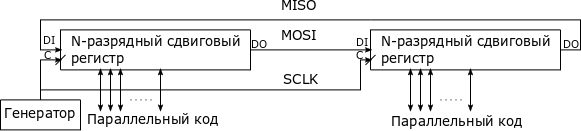 MISO
DI
N-разрядный сдвиговый
регистр
C
DO
MOSI
DI
N-разрядный сдвиговый
регистр
C
DO
SCLK
Генератор
Параллельный код
Параллельный код